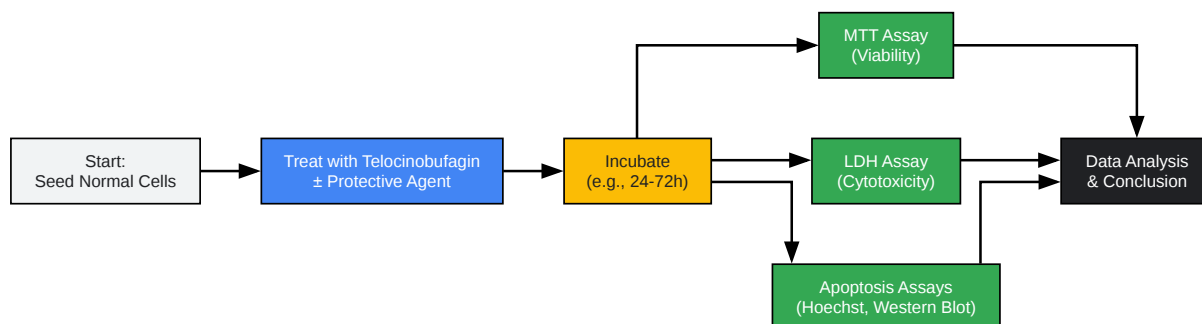 Start:
Seed Normal Cells
Treat with Telocinobufagin
± Protective Agent
Incubate
(e.g., 24-72h)
MTT Assay
(Viability)
LDH Assay
(Cytotoxicity)
Apoptosis Assays
(Hoechst, Western Blot)
Data Analysis
& Conclusion